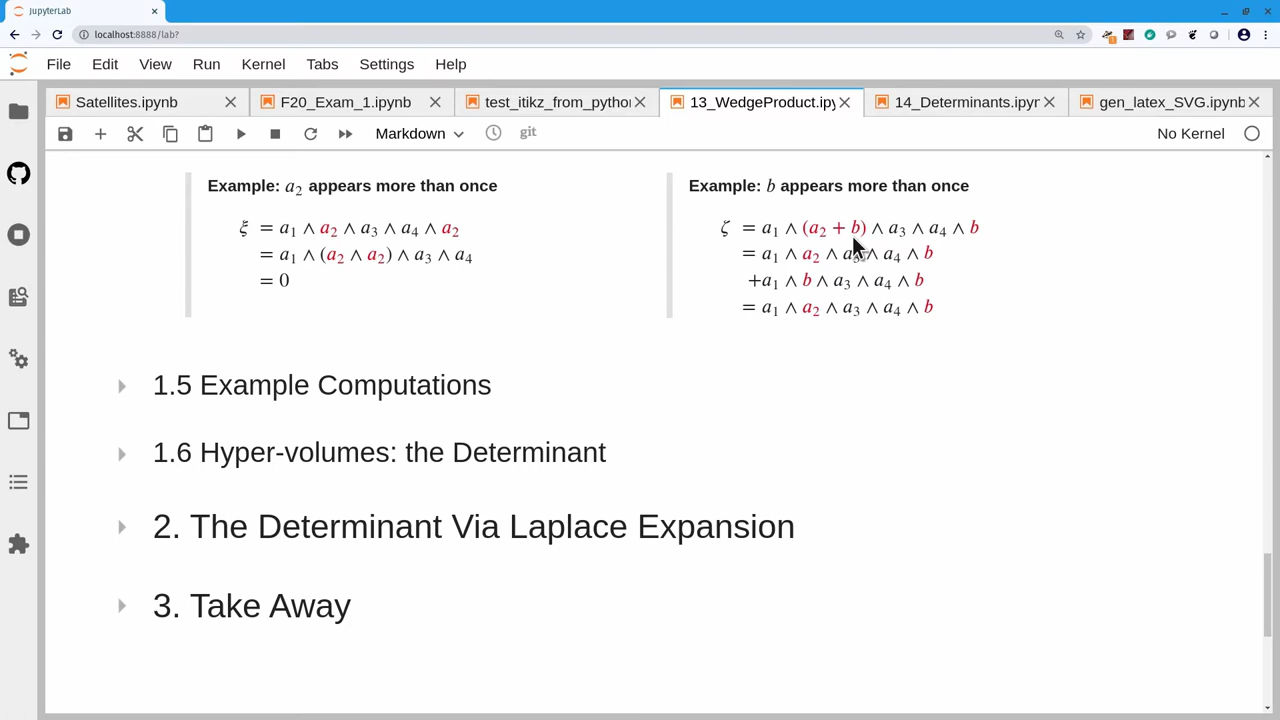 JupyterLab
localhost:8888/lab?
File Edit View Run Kernel Tabs Settings Help
Satellites.ipynb F20_Exam_1.ipynb test_itikz_from_pytho 13_WedgeProduct.ipy 14_Determinants.ipyn gen_latex_SVG.ipynb
Markdown git No Kernel
Example: a₂ appears more than once
ξ = a₁ ∧ a₂ ∧ a₃ ∧ a₄ ∧ a₂
= a₁ ∧ (a₂ ∧ a₂) ∧ a₃ ∧ a₄
= 0
Example: b appears more than once
ζ = a₁ ∧ (a₂ + b) ∧ a₃ ∧ a₄ ∧ b
= a₁ ∧ a₂ ∧ a₃ ∧ a₄ ∧ b
+a₁ ∧ b ∧ a₃ ∧ a₄ ∧ b
= a₁ ∧ a₂ ∧ a₃ ∧ a₄ ∧ b
1.5 Example Computations
1.6 Hyper-volumes: the Determinant
2. The Determinant Via Laplace Expansion
3. Take Away